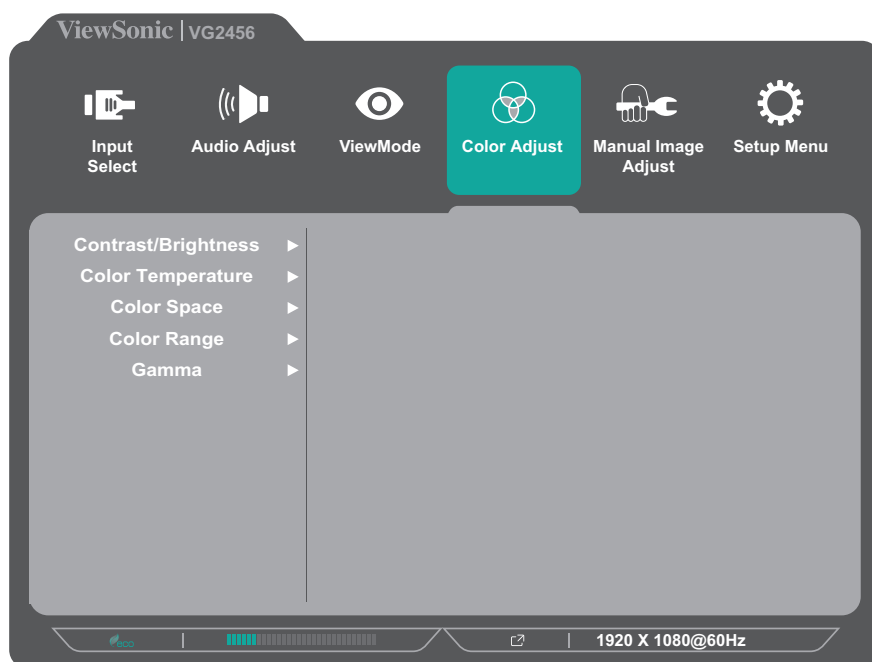 ViewSonic | VG2456
Input Select
Audio Adjust
ViewMode
Color Adjust
Manual Image Adjust
Setup Menu
Contrast/Brightness
Color Temperature
Color Space
Color Range
Gamma
eco
1920 X 1080@60Hz